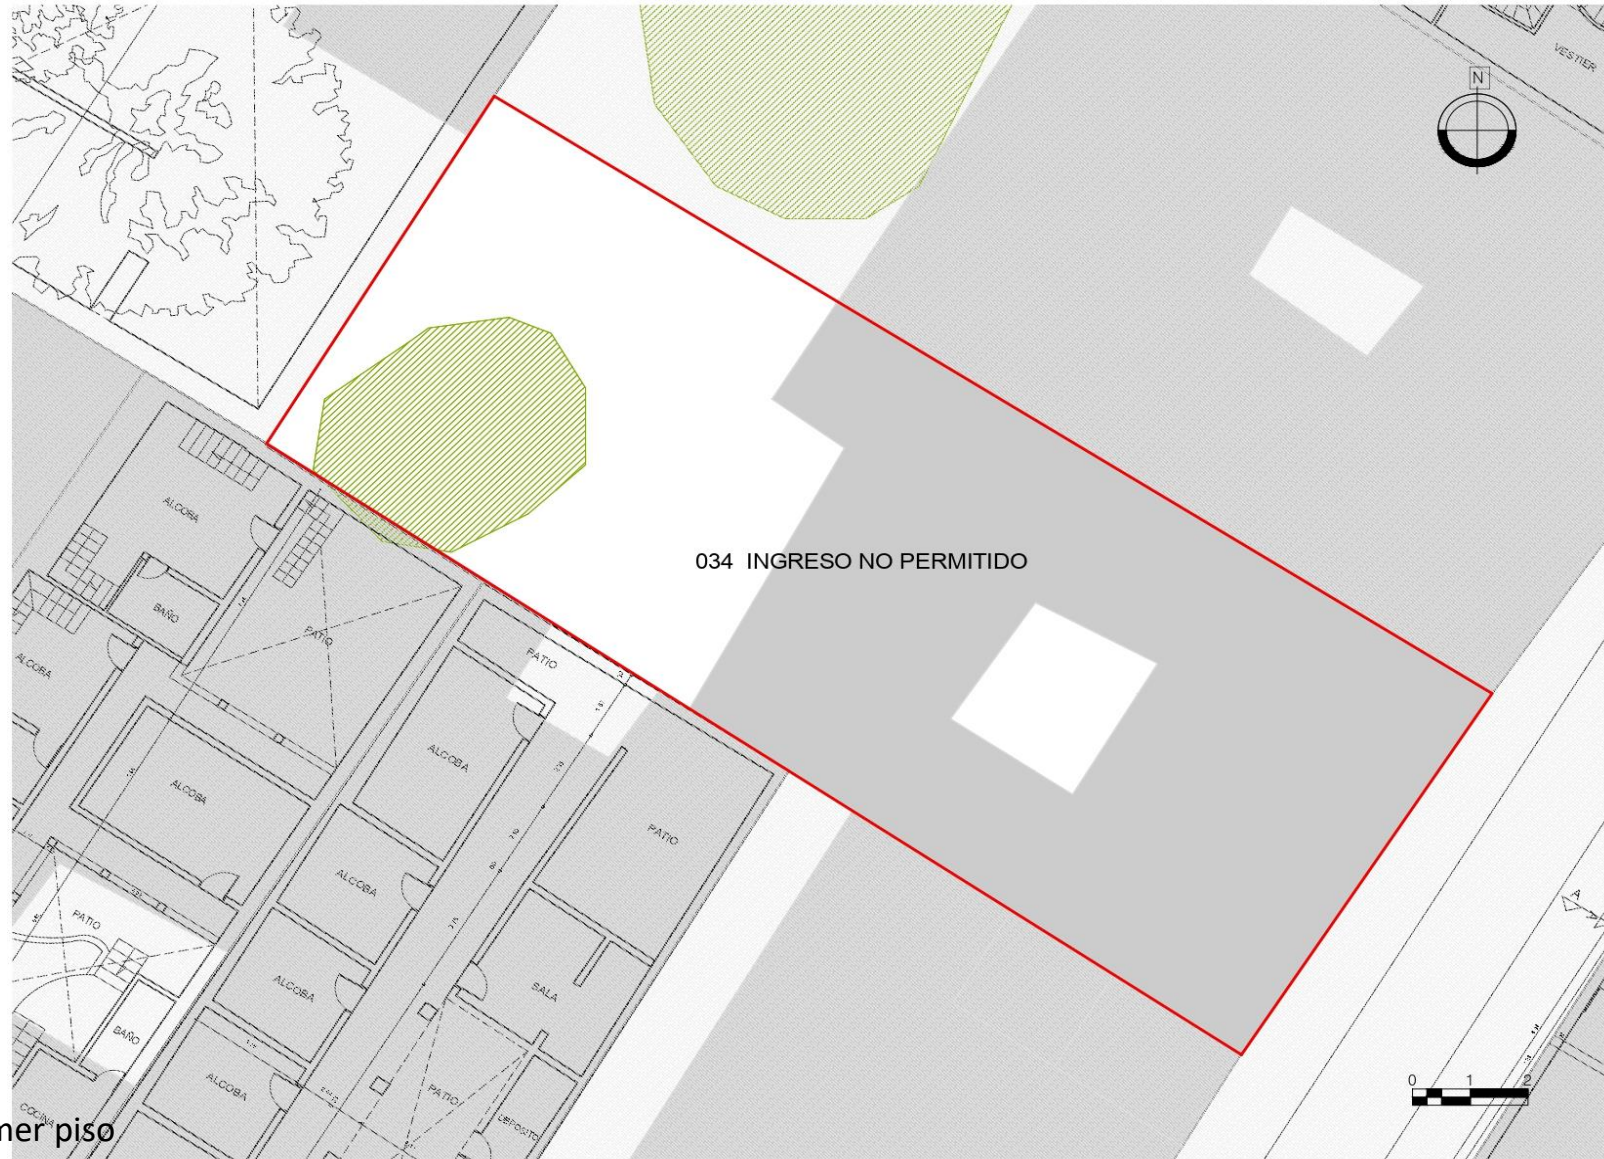 VESTIER
N
ALCOBA
034 INGRESO NO PERMITIDO
BAÑO
PATIO
ALCOBA
PATIO
ALCOBA
ALCOBA
PATIO
ALCOBA
A
PATIO
ALCOBA
SALA
BAÑO
0 1 2
ALCOBA
PATIO
COCINA
DEPOSITO
mer piso